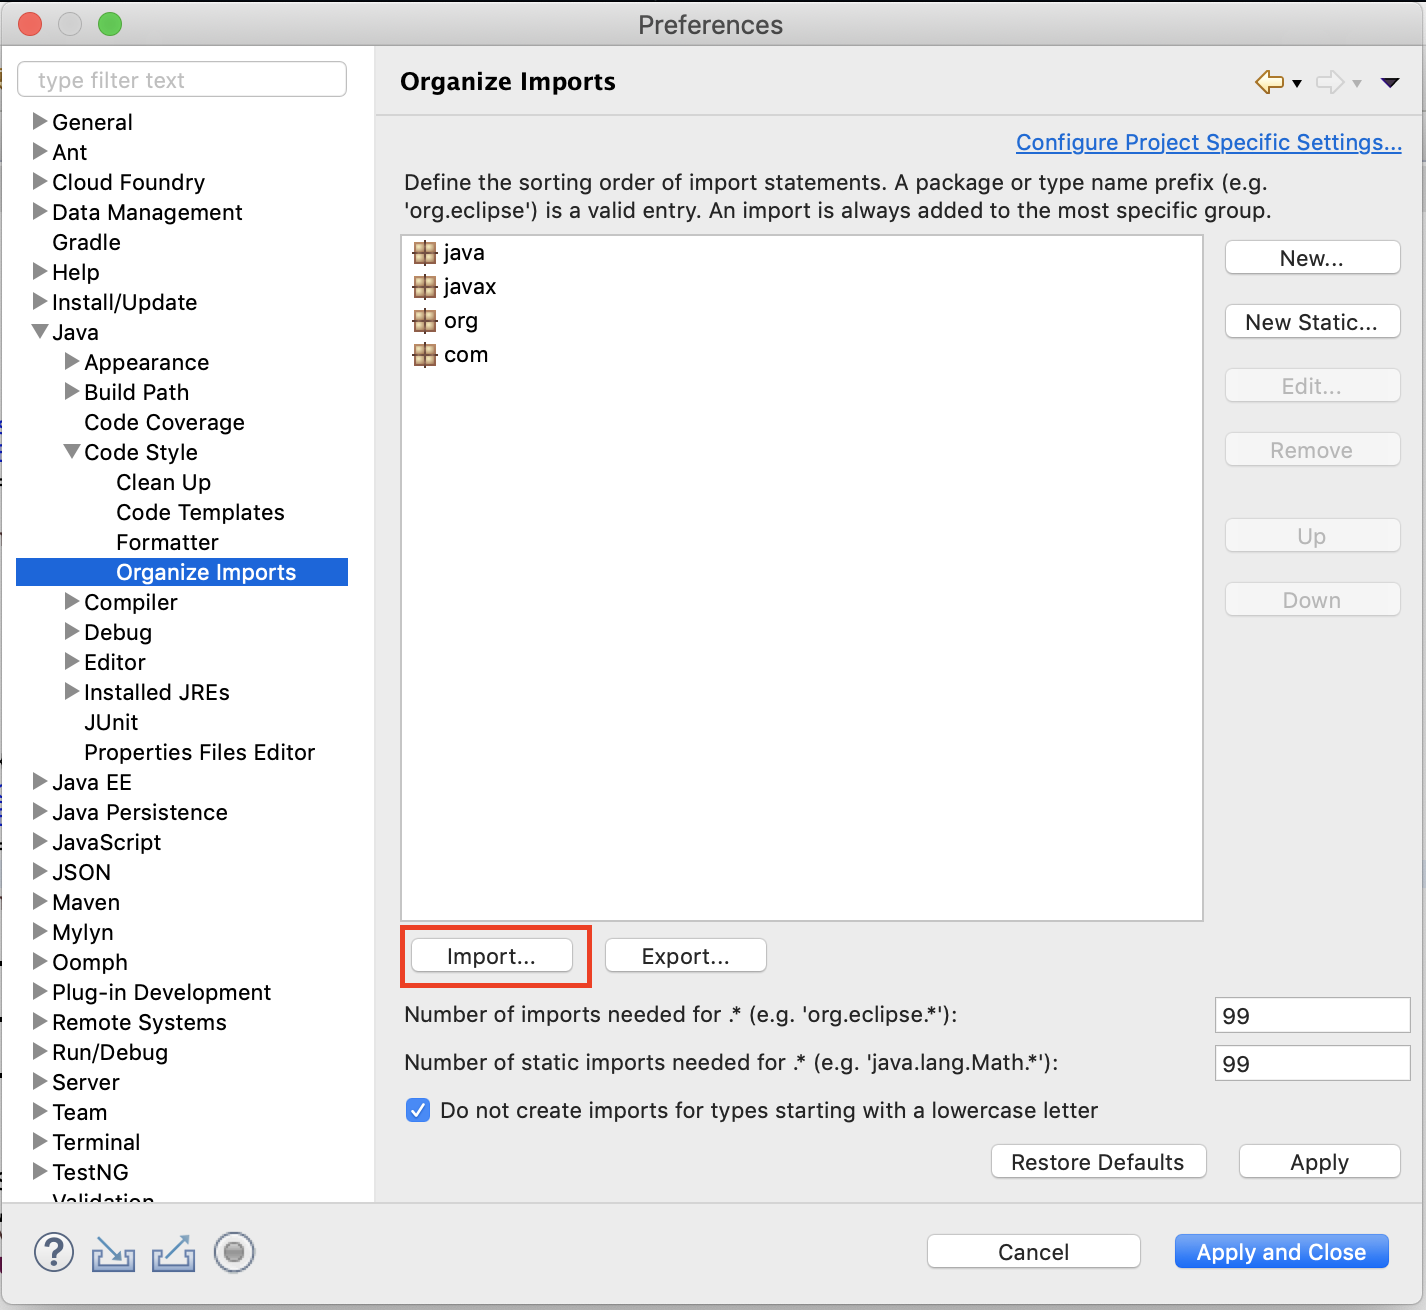 Preferences
type filter text
General
Ant
Cloud Foundry
Data Management
Gradle
Help
Install/Update
Java
Appearance
Build Path
Code Coverage
Code Style
Clean Up
Code Templates
Formatter
Organize Imports
Compiler
Debug
Editor
Installed JREs
JUnit
Properties Files Editor
Java EE
Java Persistence
JavaScript
JSON
Maven
Mylyn
Oomph
Plug-in Development
Remote Systems
Run/Debug
Server
Team
Terminal
TestNG
Validation
Organize Imports
Configure Project Specific Settings...
Define the sorting order of import statements. A package or type name prefix (e.g.
'org.eclipse') is a valid entry. An import is always added to the most specific group.
java
javax
org
com
New...
New Static...
Edit...
Remove
Up
Down
Import...
Export...
Number of imports needed for .* (e.g. 'org.eclipse.*'):
99
Number of static imports needed for .* (e.g. 'java.lang.Math.*'):
99
Do not create imports for types starting with a lowercase letter
Restore Defaults
Apply
?
Cancel
Apply and Close